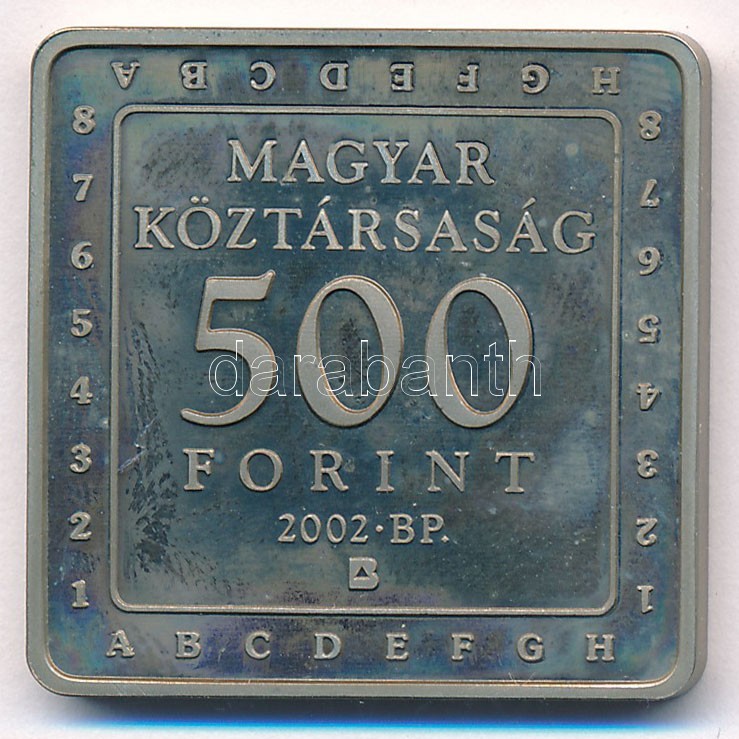 A B C D E F G H
8 8
7 7
6 6
5 5
4 4
3 3
2 2
1 1
MAGYAR
KÖZTÁRSASÁG
500
darabanth
FORINT
2002·BP.
B
A B C D E F G H